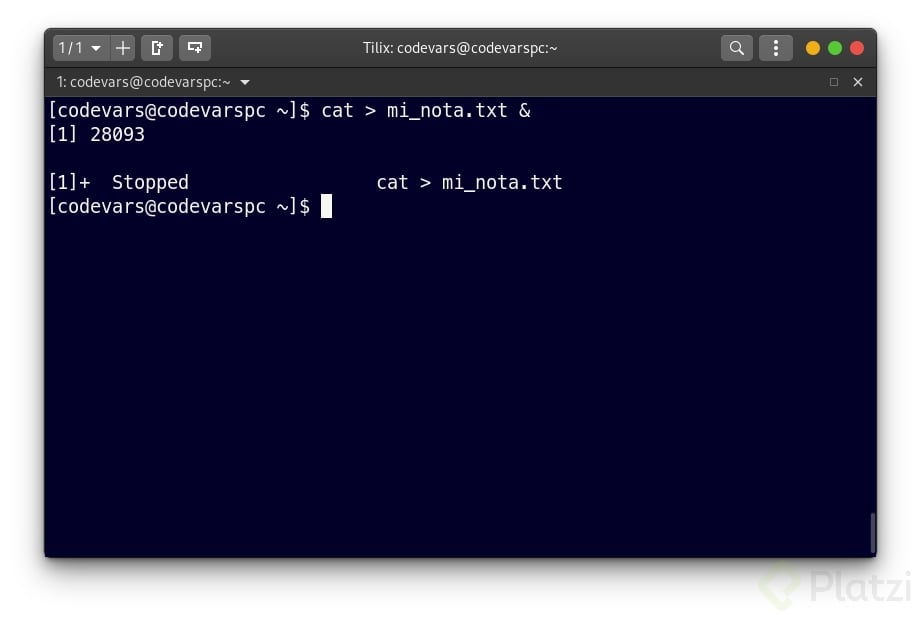 1/1
Tilix: codevars@codevarspc:~
1: codevars@codevarspc:~
[codevars@codevarspc ~]$ cat > mi_nota.txt &
[1] 28093
[1]+  Stopped                 cat > mi_nota.txt
[codevars@codevarspc ~]$
Platzi